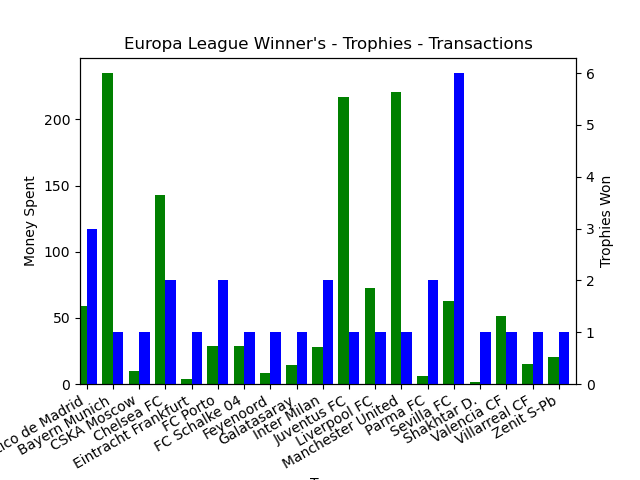 Europa League Winner's - Trophies - Transactions
Money Spent
200
150
100
50
0
Trophies Won
6
5
4
3
2
1
0
de Madrid
Bayern Munich
CSKA Moscow
Chelsea FC
Eintracht Frankfurt
FC Porto
FC Schalke 04
Feyenoord
Galatasaray
Inter Milan
Juventus FC
Liverpool FC
Manchester United
Parma FC
Sevilla FC
Shakhtar D.
Valencia CF
Villarreal CF
Zenit S-Pb